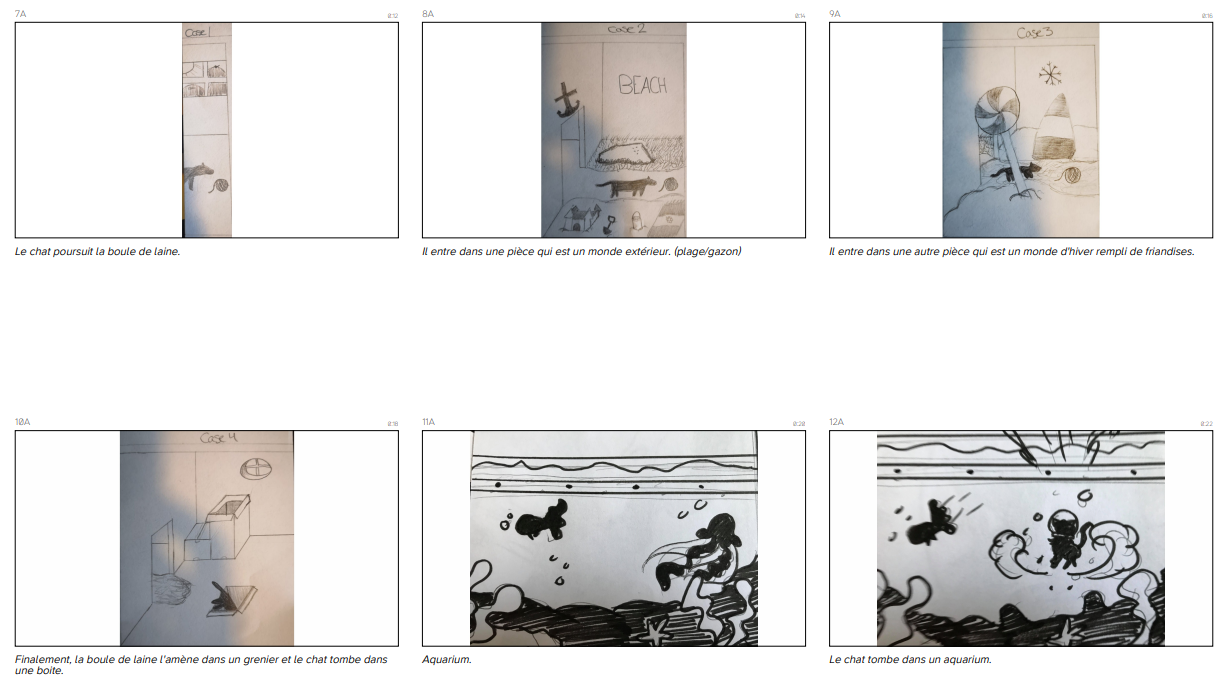 7A
0:12
8A
0:14
9A
0:16
Case 1
Case 2
BEACH
Case 3
Le chat poursuit la boule de laine.
Il entre dans une pièce qui est un monde extérieur. (plage/gazon)
Il entre dans une autre pièce qui est un monde d'hiver rempli de friandises.
10A
0:18
11A
0:20
12A
0:22
Case 4
Finalement, la boule de laine l'amène dans un grenier et le chat tombe dans
une boite.
Aquarium.
Le chat tombe dans un aquarium.